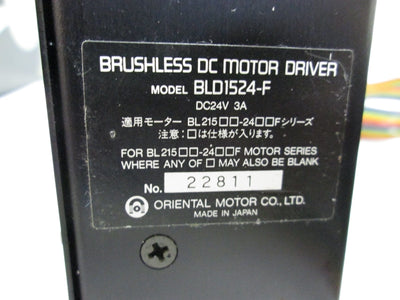 BRUSHLESS DC MOTOR DRIVER
MODEL BLD1524-F
DC24V 3A
適用モーター BL215□□-24□□Fシリーズ
注意:□は仕様が入ります。
FOR BL215□□-24□□F MOTOR SERIES
WHERE ANY OF □ MAY ALSO BE BLANK
No. 22811
ORIENTAL MOTOR CO., LTD.
MADE IN JAPAN